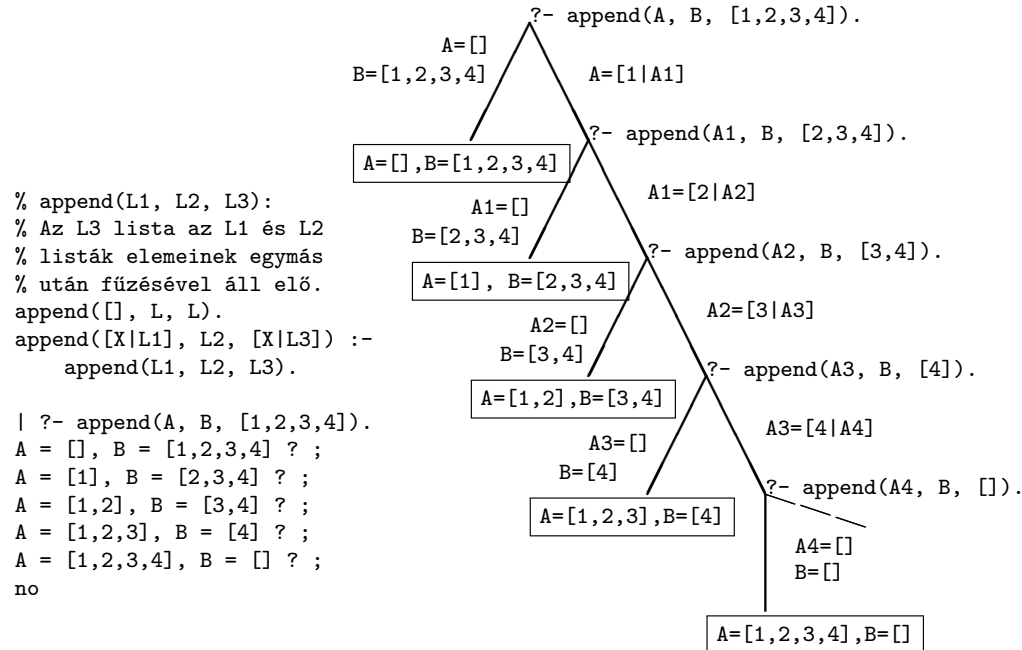 % append(L1, L2, L3):
% Az L3 lista az L1 és L2
% listák elemeinek egymás
% után fűzésével áll elő.
append([], L, L).
append([X|L1], L2, [X|L3]) :-
    append(L1, L2, L3).
| ?- append(A, B, [1,2,3,4]).
A = [], B = [1,2,3,4] ? ;
A = [1], B = [2,3,4] ? ;
A = [1,2], B = [3,4] ? ;
A = [1,2,3], B = [4] ? ;
A = [1,2,3,4], B = [] ? ;
no
?- append(A, B, [1,2,3,4]).
A=[]
B=[1,2,3,4]
A=[1|A1]
?- append(A1, B, [2,3,4]).
A=[],B=[1,2,3,4]
A1=[]
B=[2,3,4]
A1=[2|A2]
?- append(A2, B, [3,4]).
A=[1], B=[2,3,4]
A2=[]
B=[3,4]
A2=[3|A3]
?- append(A3, B, [4]).
A=[1,2],B=[3,4]
A3=[]
B=[4]
A3=[4|A4]
?- append(A4, B, []).
A=[1,2,3],B=[4]
A4=[]
B=[]
A=[1,2,3,4],B=[]